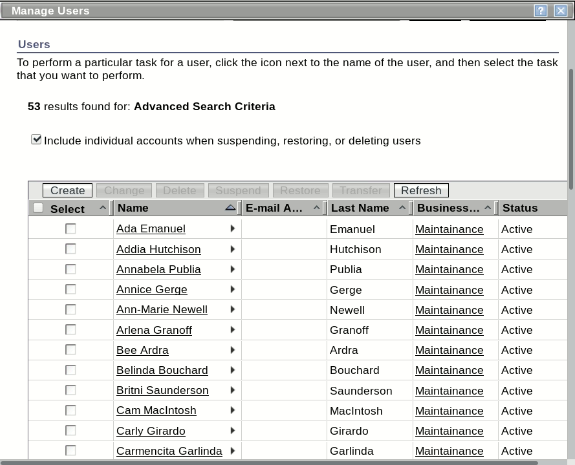 Manage Users
Users
To perform a particular task for a user, click the icon next to the name of the user, and then select the task
that you want to perform.
53 results found for: Advanced Search Criteria
Include individual accounts when suspending, restoring, or deleting users
Create Change Delete Suspend Restore Transfer Refresh
Select Name E-mail A... Last Name Business... Status
Ada Emanuel Emanuel Maintainance Active
Addia Hutchison Hutchison Maintainance Active
Annabela Publia Publia Maintainance Active
Annice Gerge Gerge Maintainance Active
Ann-Marie Newell Newell Maintainance Active
Arlena Granoff Granoff Maintainance Active
Bee Ardra Ardra Maintainance Active
Belinda Bouchard Bouchard Maintainance Active
Britni Saunderson Saunderson Maintainance Active
Cam MacIntosh MacIntosh Maintainance Active
Carly Girardo Girardo Maintainance Active
Carmencita Garlinda Garlinda Maintainance Active